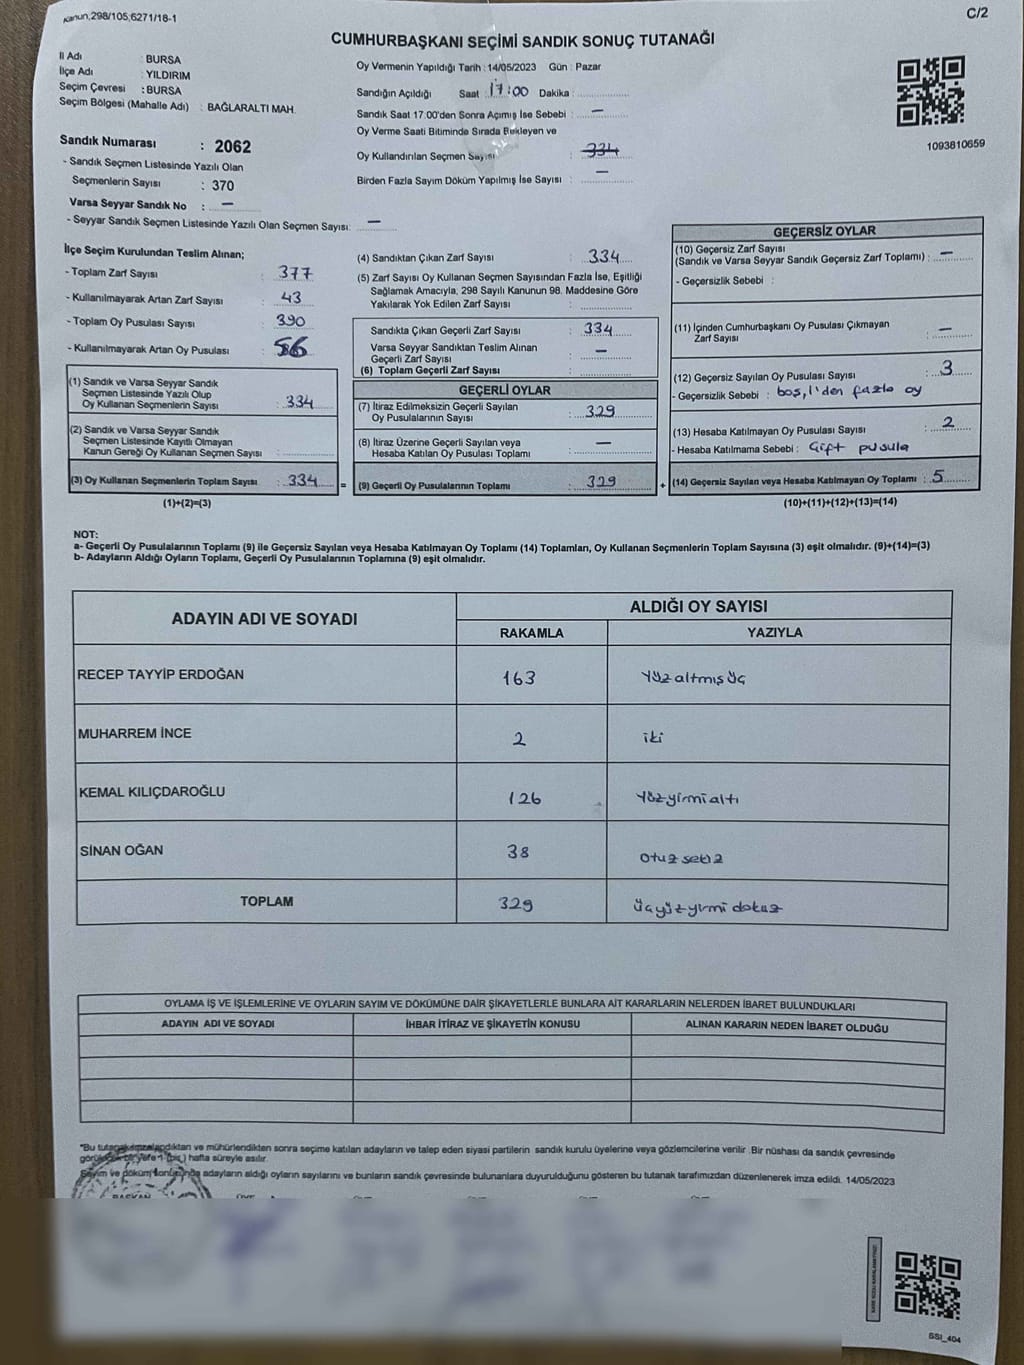 Kanun;298/105;6271/18-1
C/2
CUMHURBAŞKANI SEÇİMİ SANDIK SONUÇ TUTANAĞI
İl Adı : BURSA
İlçe Adı : YILDIRIM
Seçim Çevresi : BURSA
Seçim Bölgesi (Mahalle Adı) : BAĞLARALTI MAH.
Oy Vermenin Yapıldığı Tarih : 14/05/2023 Gün : Pazar
Sandığın Açıldığı Saat : 17:00 Dakika :
Sandık Saat 17.00'den Sonra Açımış İse Sebebi : —
Oy Verme Saati Bitiminde Sırada Bekleyen ve
Oy Kullandırılan Seçmen Sayısı : 334
Birden Fazla Sayım Döküm Yapılmış İse Sayısı : —
1093810659
Sandık Numarası : 2062
- Sandık Seçmen Listesinde Yazılı Olan
Seçmenlerin Sayısı : 370
Varsa Seyyar Sandık No : —
- Seyyar Sandık Seçmen Listesinde Yazılı Olan Seçmen Sayısı: —
İlçe Seçim Kurulundan Teslim Alınan;
- Toplam Zarf Sayısı : 377
- Kullanılmayarak Artan Zarf Sayısı : 43
- Toplam Oy Pusulası Sayısı : 390
- Kullanılmayarak Artan Oy Pusulası : 56
(1) Sandık ve Varsa Seyyar Sandık
Seçmen Listesinde Yazılı Olup
Oy Kullanan Seçmenlerin Sayısı : 334
(2) Sandık ve Varsa Seyyar Sandık
Seçmen Listesinde Kayıtlı Olmayan
Kanun Gereği Oy Kullanan Seçmen Sayısı :
(3) Oy Kullanan Seçmenlerin Toplam Sayısı : 334 =
(1)+(2)=(3)
(4) Sandıktan Çıkan Zarf Sayısı : 334
(5) Zarf Sayısı Oy Kullanan Seçmen Sayısından Fazla İse, Eşitliği
Sağlamak Amacıyla, 298 Sayılı Kanunun 98. Maddesine Göre
Yakılarak Yok Edilen Zarf Sayısı :
Sandıkta Çıkan Geçerli Zarf Sayısı : 334
Varsa Seyyar Sandıktan Teslim Alınan
Geçerli Zarf Sayısı : —
(6) Toplam Geçerli Zarf Sayısı :
GEÇERLİ OYLAR
(7) İtiraz Edilmeksizin Geçerli Sayılan
Oy Pusulalarının Sayısı : 329
(8) İtiraz Üzerine Geçerli Sayılan veya
Hesaba Katılan Oy Pusulası Toplamı : —
(9) Geçerli Oy Pusulalarının Toplamı : 329 +
GEÇERSİZ OYLAR
(10) Geçersiz Zarf Sayısı
(Sandık ve Varsa Seyyar Sandık Geçersiz Zarf Toplamı) : —
- Geçersizlik Sebebi :
(11) İçinden Cumhurbaşkanı Oy Pusulası Çıkmayan
Zarf Sayısı : —
(12) Geçersiz Sayılan Oy Pusulası Sayısı : 3
- Geçersizlik Sebebi : boş, 1'den fazla oy
(13) Hesaba Katılmayan Oy Pusulası Sayısı : 2
- Hesaba Katılmama Sebebi : Çift pusula
(14) Geçersiz Sayılan veya Hesaba Katılmayan Oy Toplamı : 5
(10)+(11)+(12)+(13)=(14)
NOT:
a- Geçerli Oy Pusulalarının Toplamı (9) ile Geçersiz Sayılan veya Hesaba Katılmayan Oy Toplamı (14) Toplamları, Oy Kullanan Seçmenlerin Toplam Sayısına (3) eşit olmalıdır. (9)+(14)=(3)
b- Adayların Aldığı Oyların Toplamı, Geçerli Oy Pusulalarının Toplamına (9) eşit olmalıdır.
ADAYIN ADI VE SOYADI
ALDIĞI OY SAYISI
RAKAMLA YAZIYLA
RECEP TAYYİP ERDOĞAN 163 Yüzaltmışüç
MUHARREM İNCE 2 iki
KEMAL KILIÇDAROĞLU 126 Yüzyirmialtı
SİNAN OĞAN 38 otuzsekiz
TOPLAM 329 üçyüzyirmidokuz
OYLAMA İŞ VE İŞLEMLERİNE VE OYLARIN SAYIM VE DÖKÜMÜNE DAİR ŞİKAYETLERLE BUNLARA AİT KARARLARIN NELERDEN İBARET BULUNDUKLARI
ADAYIN ADI VE SOYADI İHBAR İTİRAZ VE ŞİKAYETİN KONUSU ALINAN KARARIN NEDEN İBARET OLDUĞU
*Bu tutanak imzalandıktan ve mühürlendikten sonra seçime katılan adayların ve talep eden siyasi partilerin sandık kurulu üyelerine veya gözlemcilerine verilir .Bir nüshası da sandık çevresinde
görülecek bir yere 1 (bir) hafta süreyle asılır.
Sayım ve döküm sonucunda adayların aldığı oyların sayılarını ve bunların sandık çevresinde bulunanlara duyurulduğunu gösteren bu tutanak tarafımızdan düzenlenerek imza edildi. 14/05/2023
BAŞKAN
SSI_404